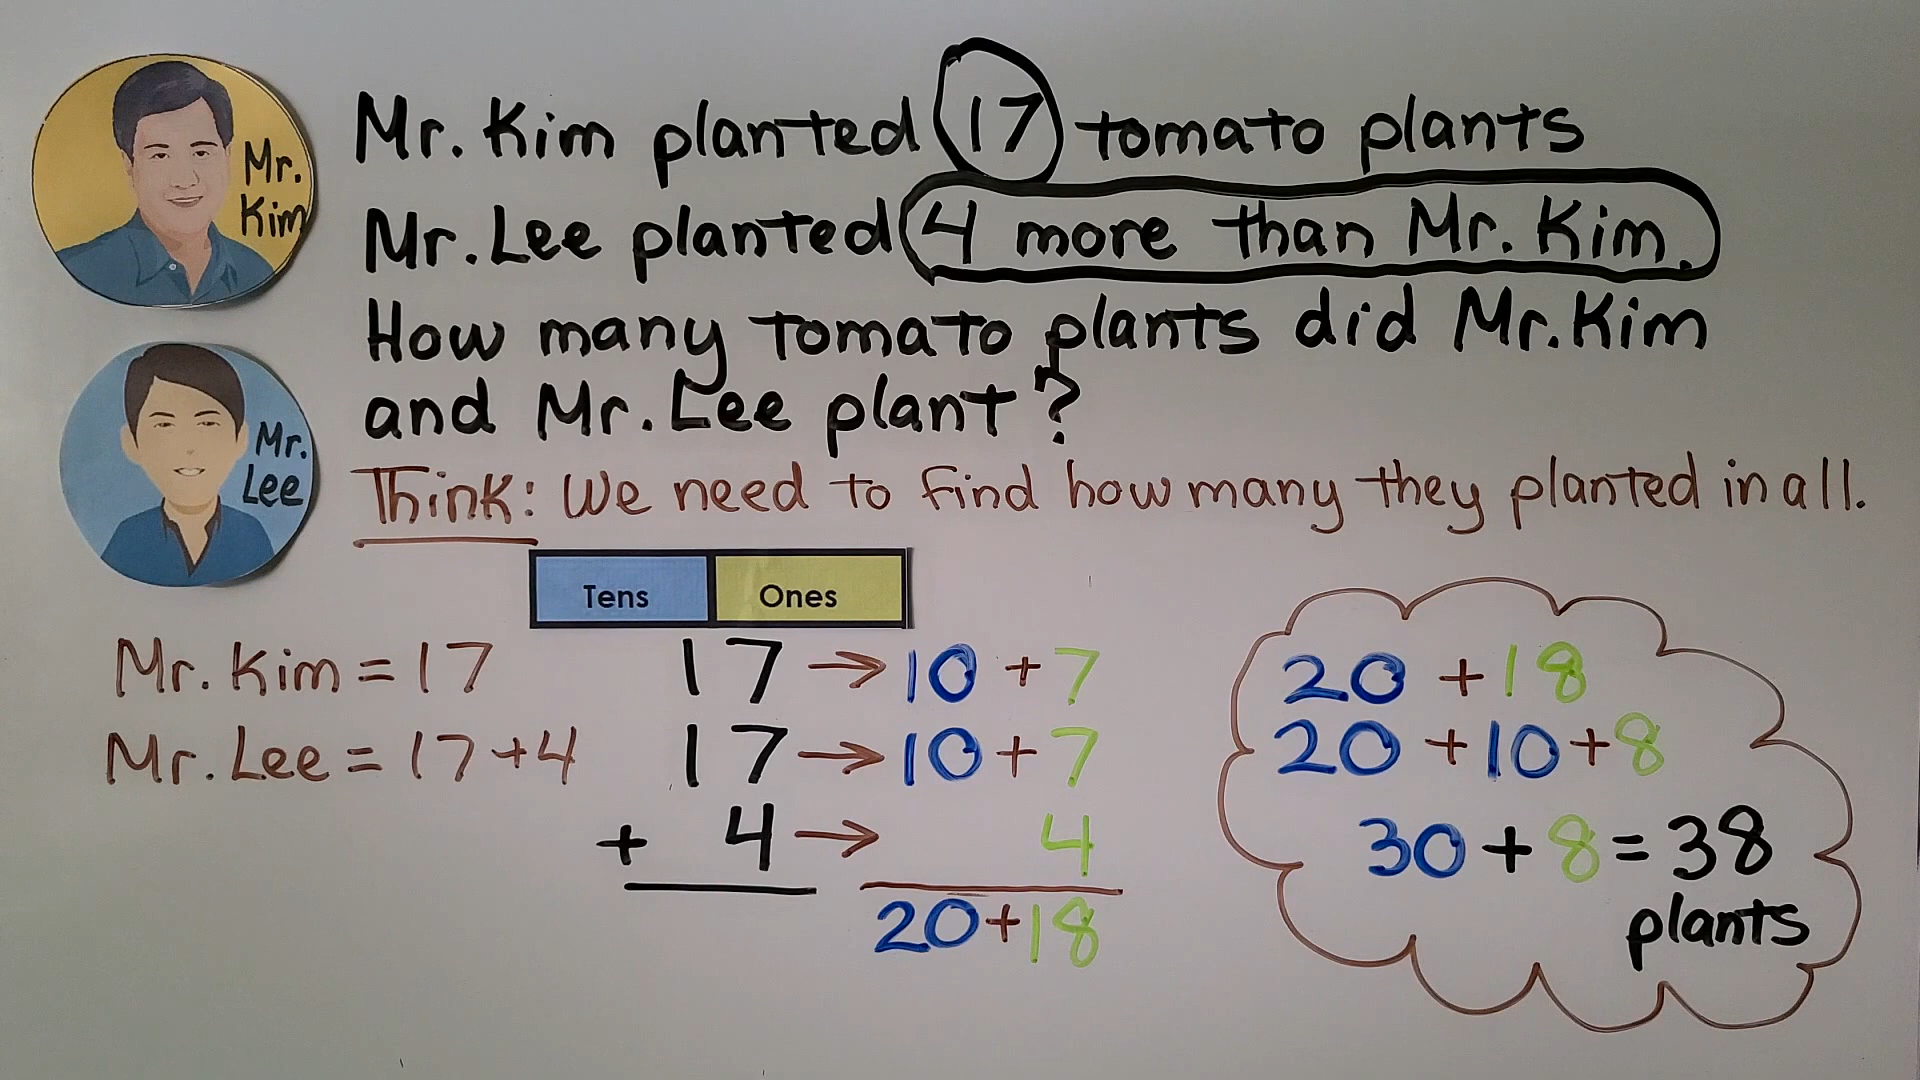 Mr. Kim
Mr. Kim planted 17 tomato plants
Mr. Lee planted 4 more than Mr. Kim.
How many tomato plants did Mr. Kim
and Mr. Lee plant?
Mr. Lee
Think: We need to find how many they planted in all.
Tens Ones
Mr. Kim = 17
Mr. Lee = 17+4
17 → 10 + 7
17 → 10 + 7
+ 4 → 4
20+18
20 + 18
20 + 10 + 8
30 + 8 = 38
plants